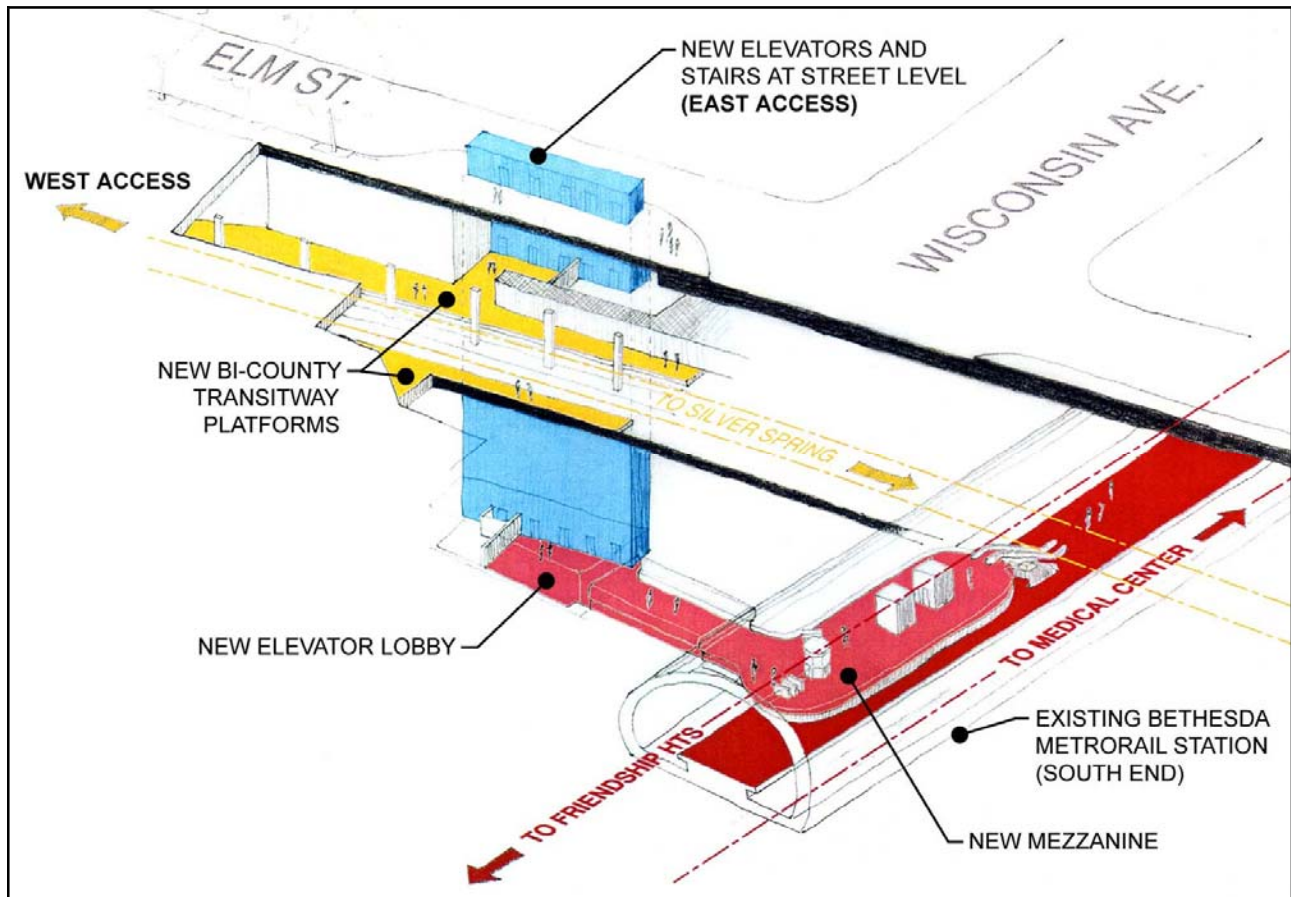 NEW ELEVATORS AND
STAIRS AT STREET LEVEL
(EAST ACCESS)
ELM ST.
WISCONSIN AVE.
WEST ACCESS
NEW BI-COUNTY
TRANSITWAY
PLATFORMS
TO SILVER SPRING
NEW ELEVATOR LOBBY
TO MEDICAL CENTER
EXISTING BETHESDA
METRORAIL STATION
(SOUTH END)
TO FRIENDSHIP HTS
NEW MEZZANINE